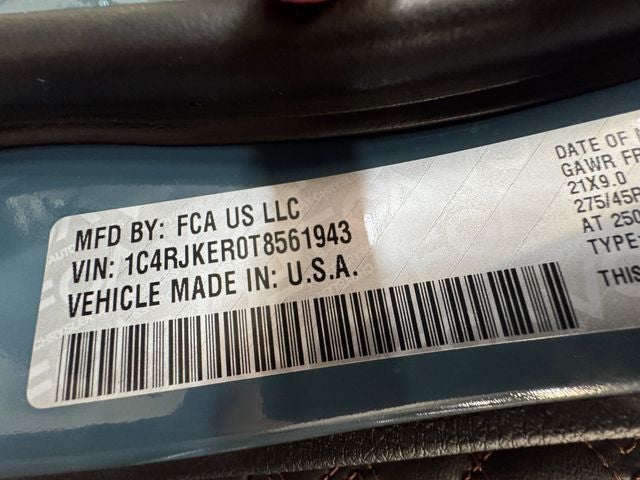 MFD BY: FCA US LLC
VIN: 1C4RJKER0T8561943
VEHICLE MADE IN: U.S.A.
DATE OF
GAWR FR
21X9.0
275/45R
AT 250
TYPE:
THIS